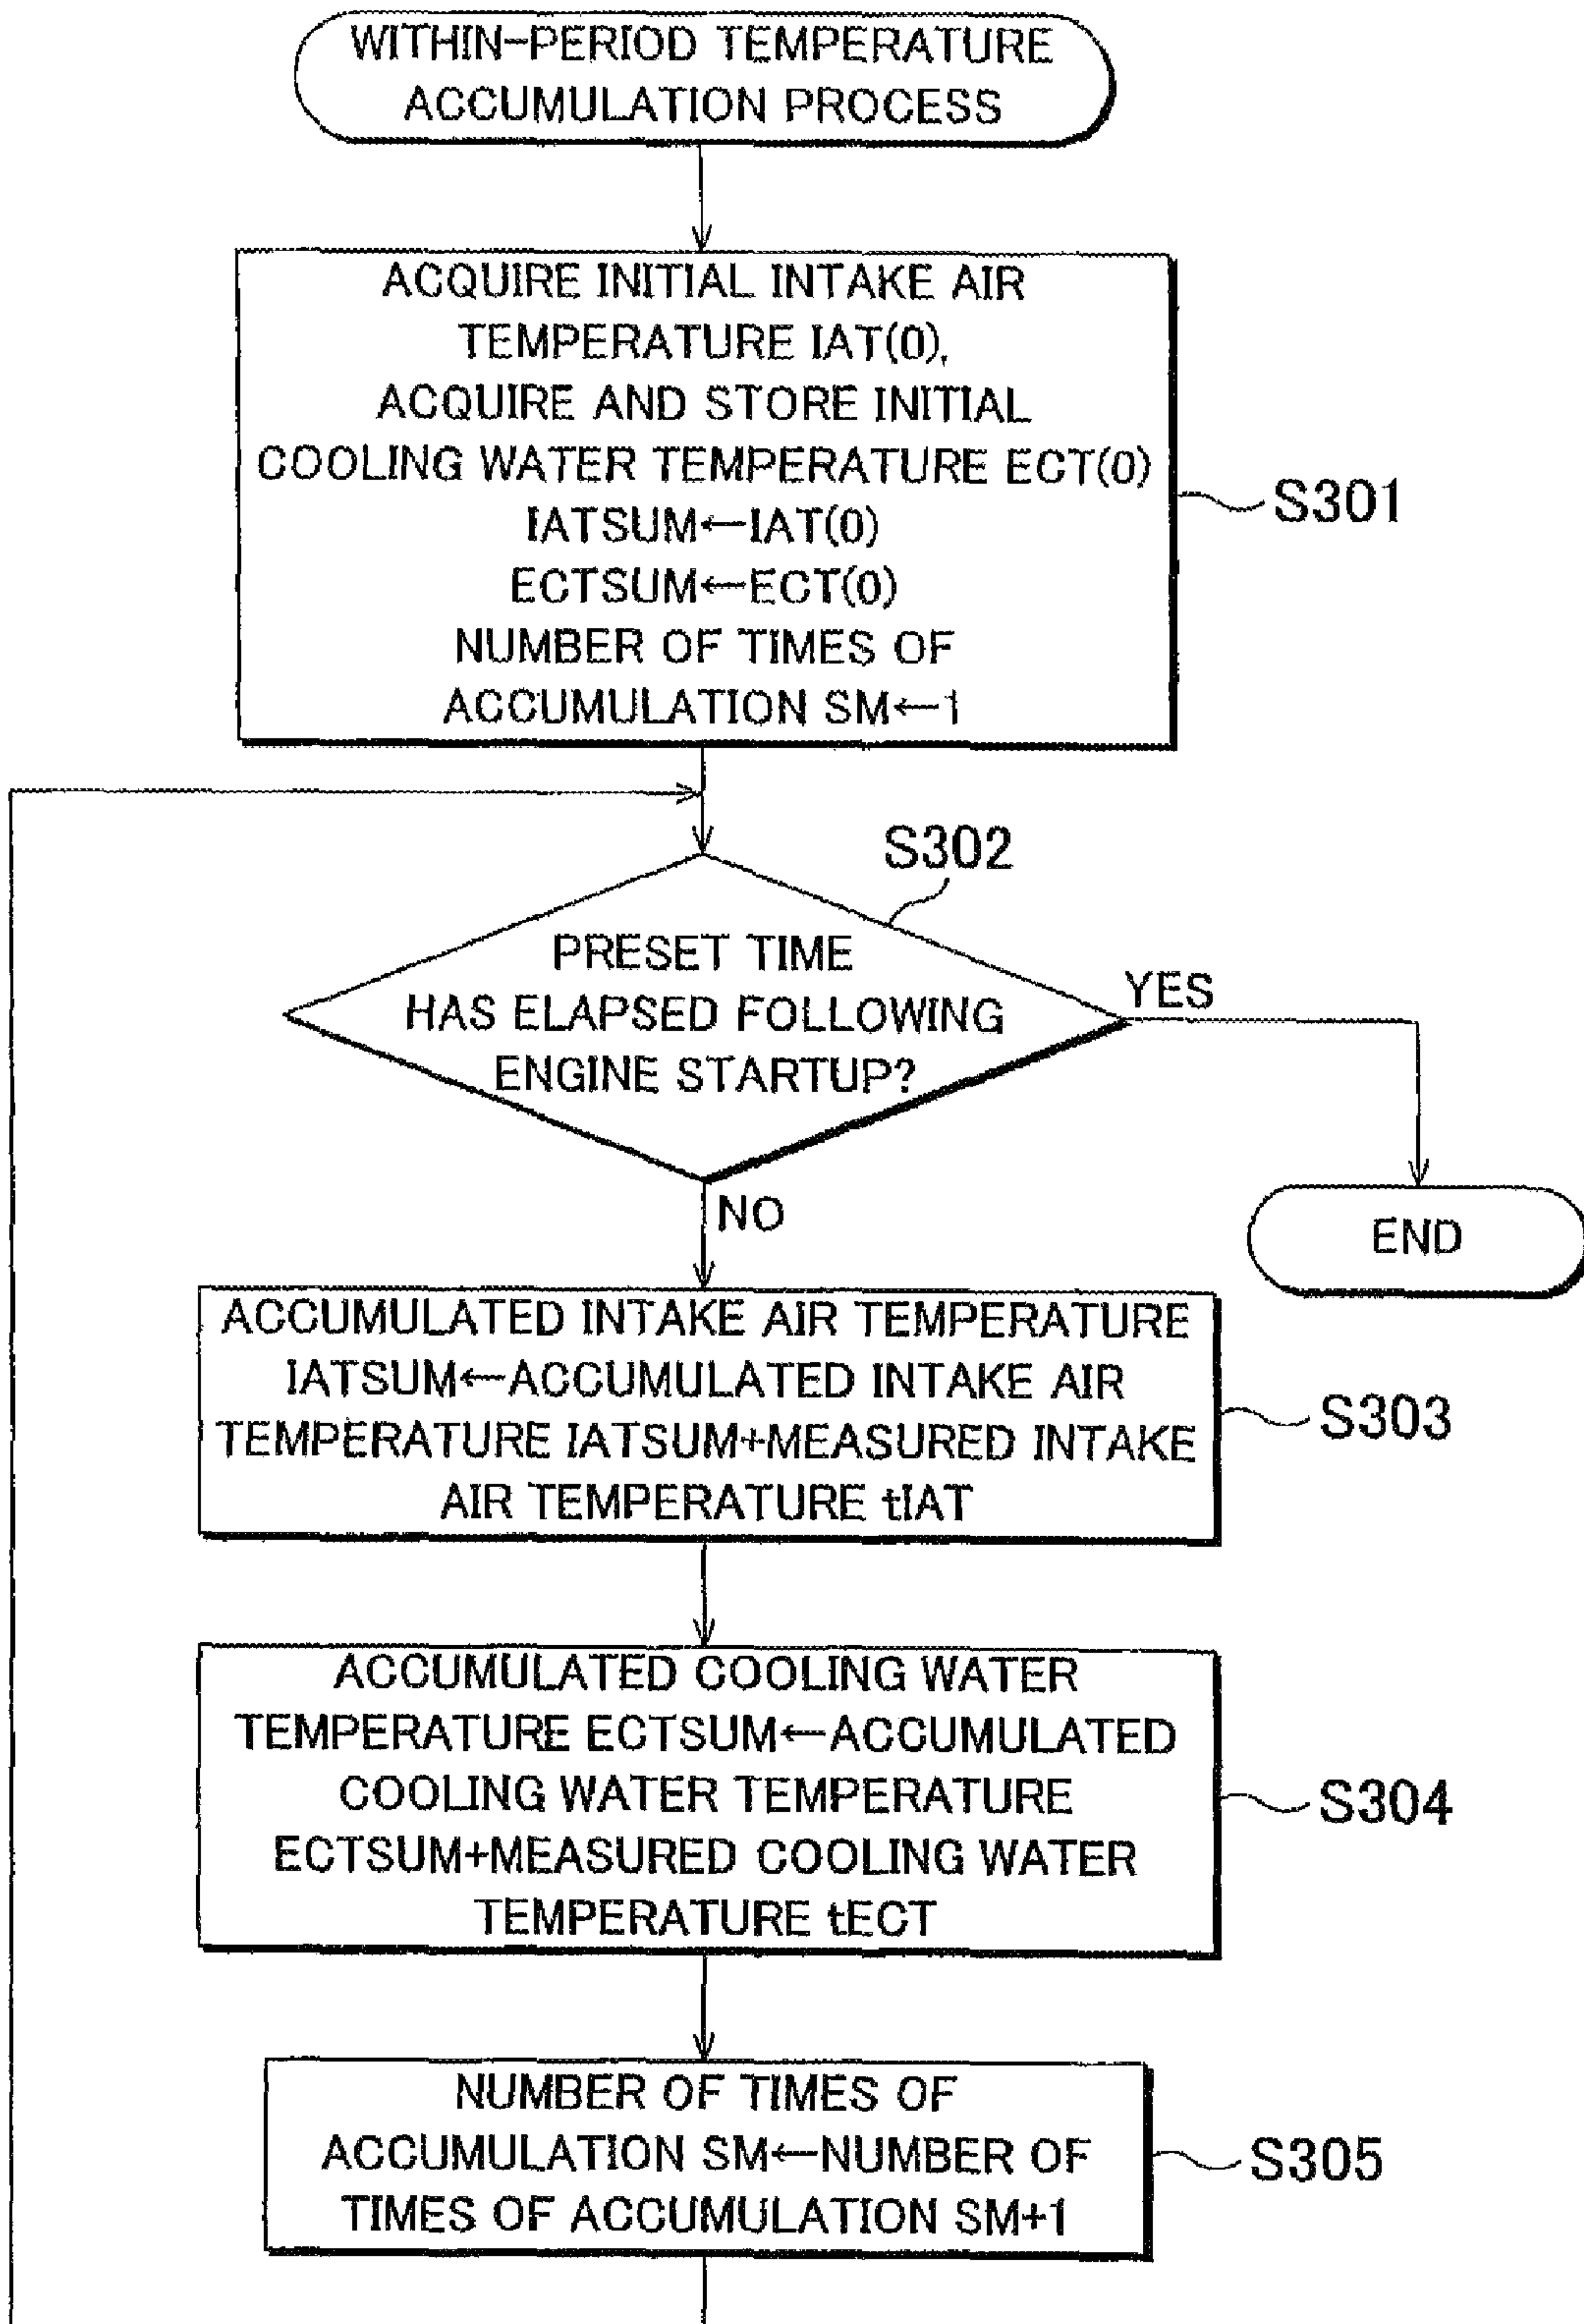 WITHIN-PERIOD TEMPERATURE
ACCUMULATION PROCESS
ACQUIRE INITIAL INTAKE AIR
TEMPERATURE IAT(0),
ACQUIRE AND STORE INITIAL
COOLING WATER TEMPERATURE ECT(0)
IATSUM←IAT(0)
ECTSUM←ECT(0)
NUMBER OF TIMES OF
ACCUMULATION SM←1
S301
S302
PRESET TIME
HAS ELAPSED FOLLOWING
ENGINE STARTUP?
YES
NO
END
ACCUMULATED INTAKE AIR TEMPERATURE
IATSUM←ACCUMULATED INTAKE AIR
TEMPERATURE IATSUM+MEASURED INTAKE
AIR TEMPERATURE tIAT
S303
ACCUMULATED COOLING WATER
TEMPERATURE ECTSUM←ACCUMULATED
COOLING WATER TEMPERATURE
ECTSUM+MEASURED COOLING WATER
TEMPERATURE tECT
S304
NUMBER OF TIMES OF
ACCUMULATION SM←NUMBER OF
TIMES OF ACCUMULATION SM+1
S305